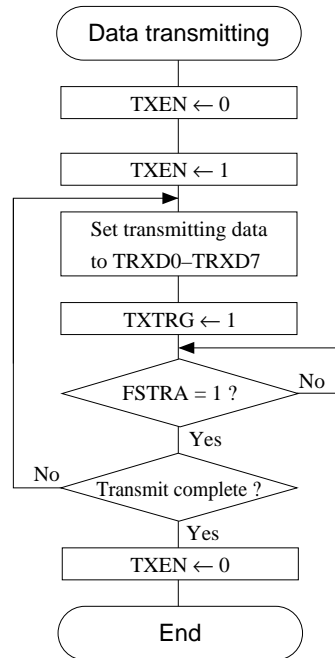 Data transmitting
TXEN ← 0
TXEN ← 1
Set transmitting data
to TRXD0–TRXD7
TXTRG ← 1
FSTRA = 1 ?
No
Yes
No
Transmit complete ?
Yes
TXEN ← 0
End